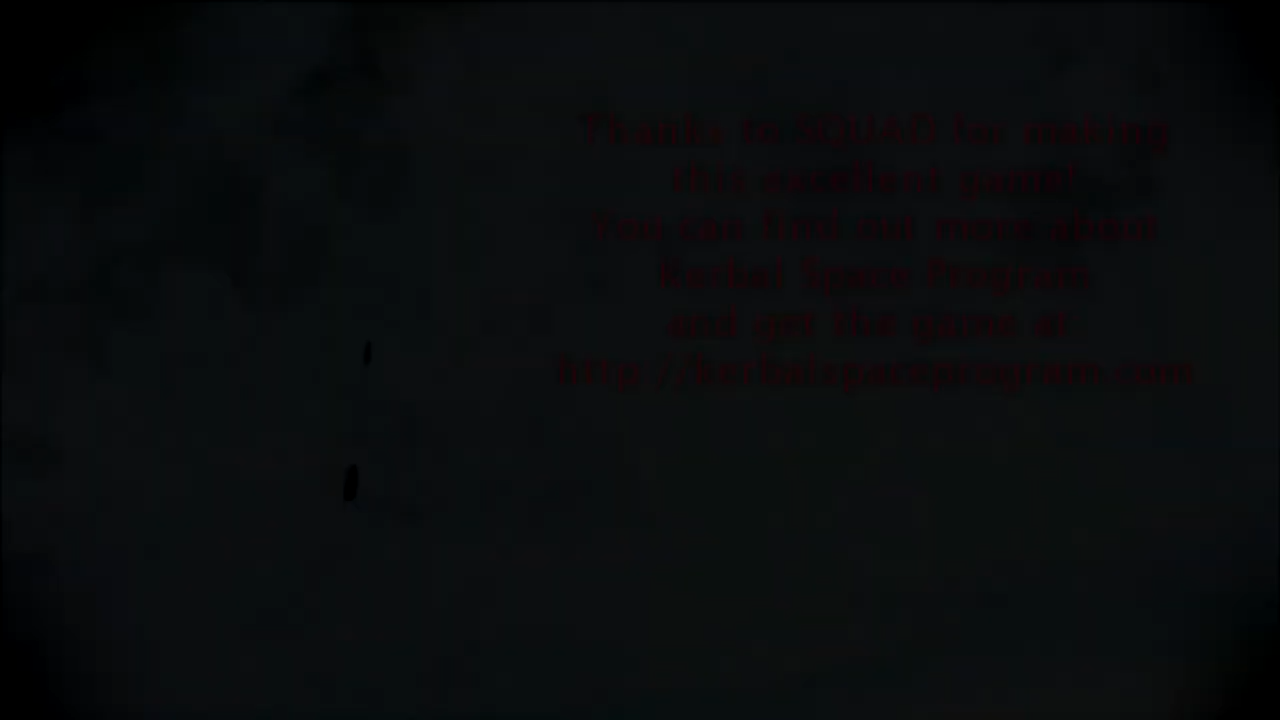 Thanks to SQUAD for making
this excellent game!
You can find out more about
Kerbal Space Program
and get the game at
http://kerbalspaceprogram.com